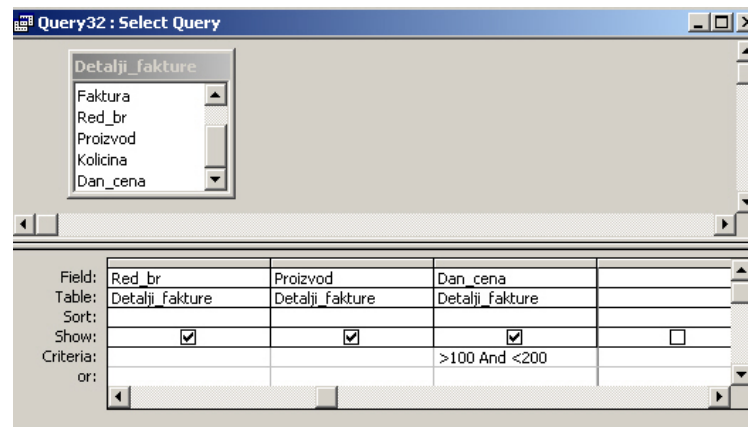 Query32 : Select Query
Detalji_fakture
Faktura
Red_br
Proizvod
Kolicina
Dan_cena
Field: Red_br Proizvod Dan_cena
Table: Detalji_fakture Detalji_fakture Detalji_fakture
Sort:
Show:
Criteria: >100 And <200
or: